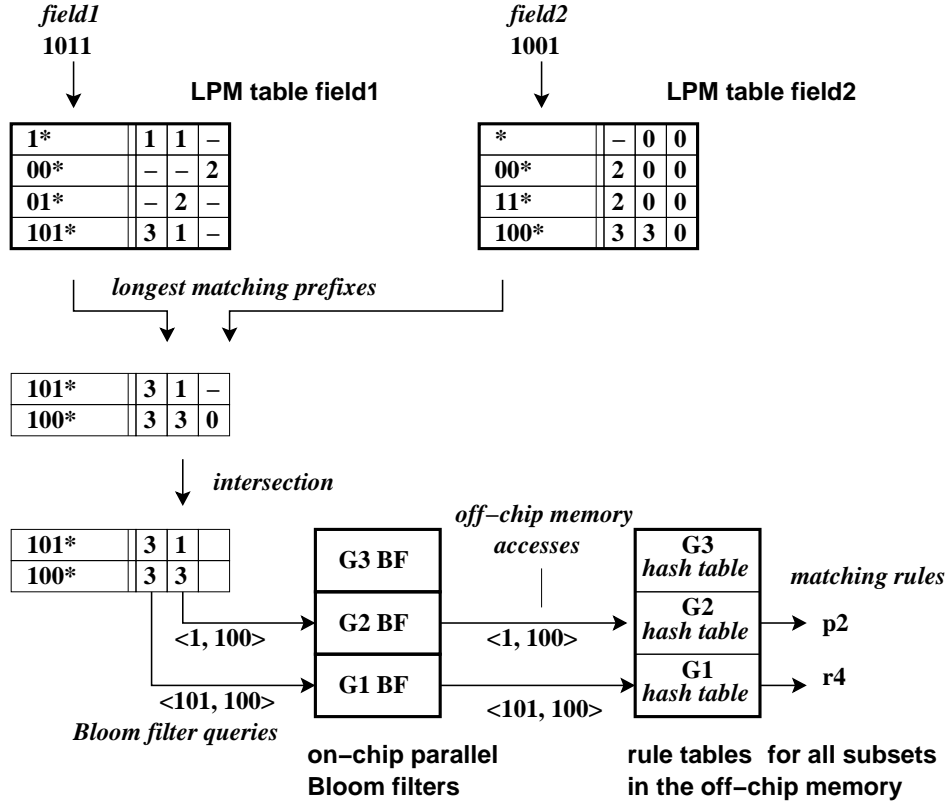 field1
1011
field2
1001
LPM table field1
LPM table field2
1* 1 1 –
00* – – 2
01* – 2 –
101* 3 1 –
* – 0 0
00* 2 0 0
11* 2 0 0
100* 3 3 0
longest matching prefixes
101* 3 1 –
100* 3 3 0
intersection
101* 3 1
100* 3 3
off–chip memory
accesses
G3 BF
G2 BF
G1 BF
G3
hash table
G2
hash table
G1
hash table
matching rules
<1, 100>
<1, 100>
p2
<101, 100>
<101, 100>
r4
Bloom filter queries
on–chip parallel
Bloom filters
rule tables for all subsets
in the off–chip memory